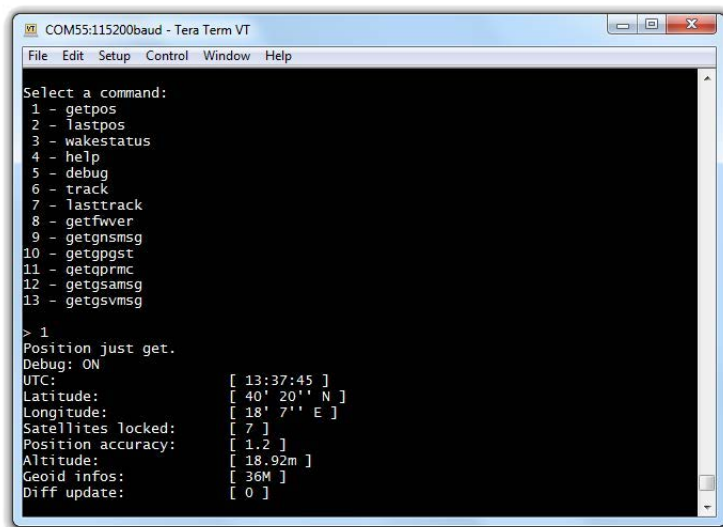 COM55:115200baud - Tera Term VT
File Edit Setup Control Window Help
Select a command:
1 - getpos
2 - lastpos
3 - wakestatus
4 - help
5 - debug
6 - track
7 - lasttrack
8 - getfwver
9 - getgnsmsg
10 - getgpgst
11 - getgprmc
12 - getgsamsg
13 - getgsvmsg
> 1
Position just get.
Debug: ON
UTC: [ 13:37:45 ]
Latitude: [ 40' 20'' N ]
Longitude: [ 18' 7'' E ]
Satellites locked: [ 7 ]
Position accuracy: [ 1.2 ]
Altitude: [ 18.92m ]
Geoid infos: [ 36M ]
Diff update: [ 0 ]